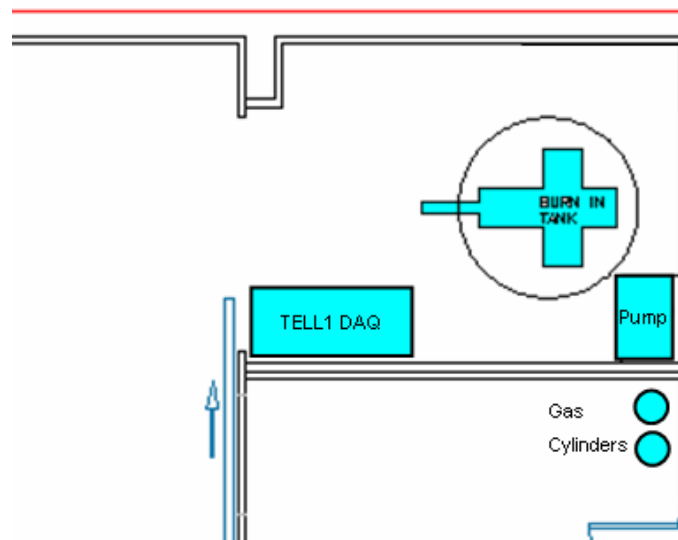 BURN IN
TANK
TELL1 DAQ
Pump
Gas
Cylinders